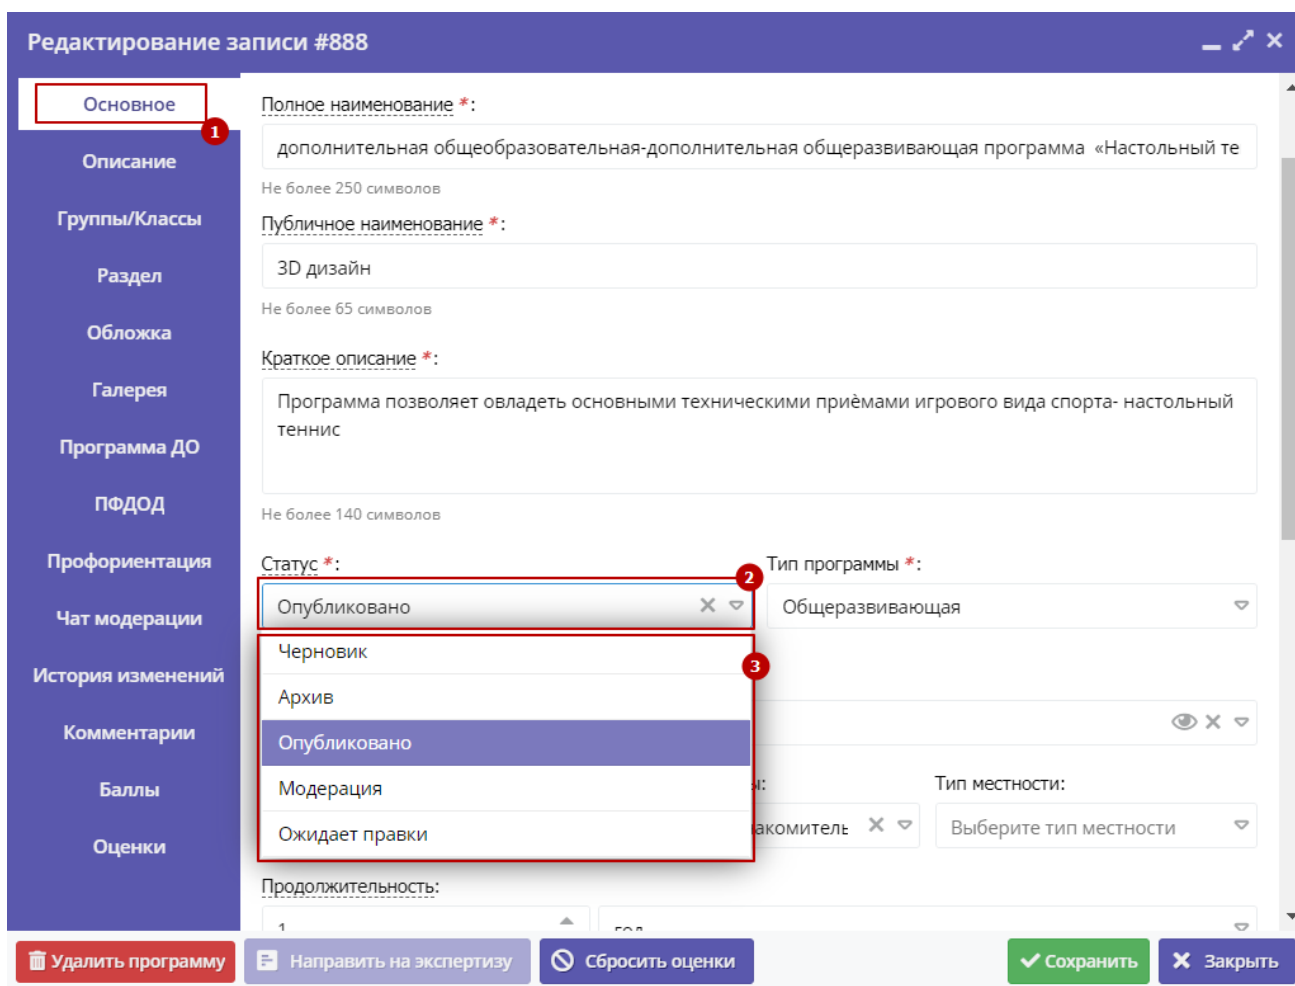 Редактирование записи #888
Основное
1
Описание
Группы/Классы
Раздел
Обложка
Галерея
Программа ДО
ПФДОД
Профориентация
Чат модерации
История изменений
Комментарии
Баллы
Оценки
Полное наименование *:
дополнительная общеобразовательная-дополнительная общеразвивающая программа «Настольный те
Не более 250 символов
Публичное наименование *:
3D дизайн
Не более 65 символов
Краткое описание *:
Программа позволяет овладеть основными техническими приѐмами игрового вида спорта- настольный
теннис
Не более 140 символов
Статус *:
2
Тип программы *:
Опубликовано
Общеразвивающая
Черновик
3
Архив
Опубликовано
Модерация
Ожидает правки
ы:
Тип местности:
акомитель
Выберите тип местности
Продолжительность:
1
год
Удалить программу
Направить на экспертизу
Сбросить оценки
Сохранить
Закрыть